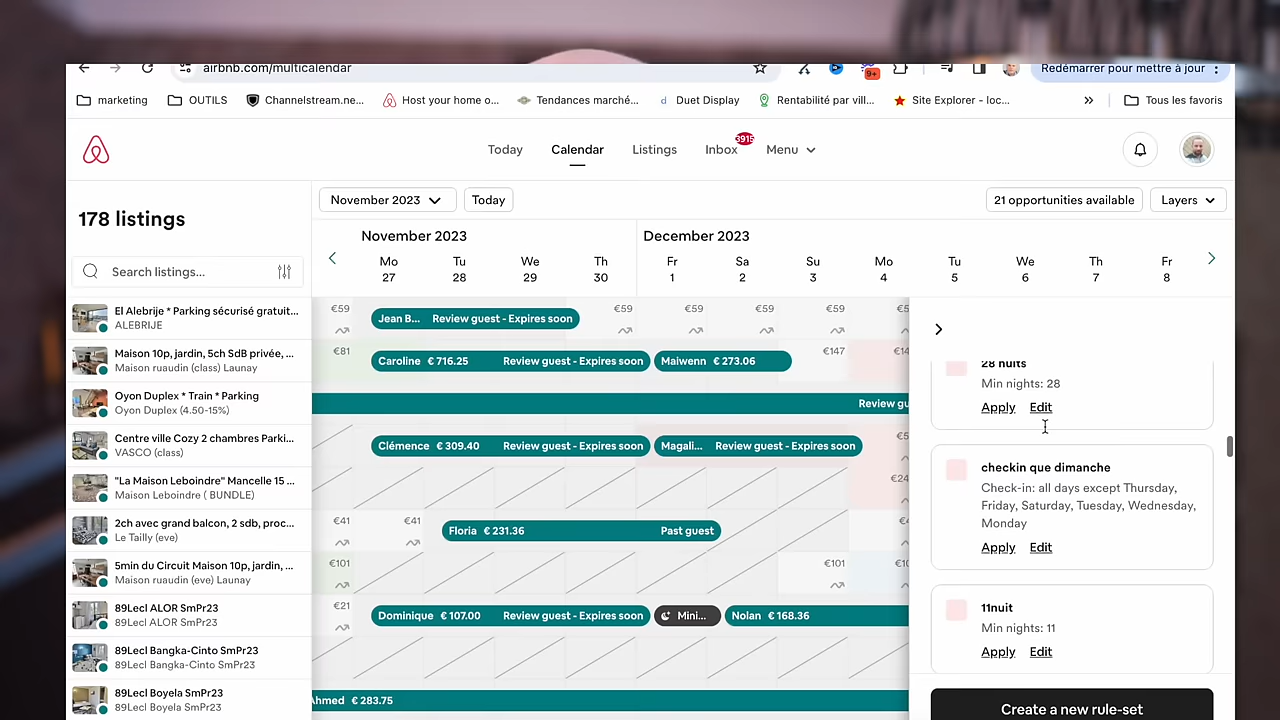 airbnb.com/multicalendar
9+
Redémarrer pour mettre à jour
marketing
OUTILS
Channelstream.ne...
Host your home o...
Tendances marché...
Duet Display
Rentabilité par vill...
Site Explorer - loc...
»
Tous les favoris
Today
Calendar
Listings
Inbox
3915
Menu
178 listings
November 2023
Today
21 opportunities available
Layers
Search listings...
November 2023
December 2023
Mo
27
Tu
28
We
29
Th
30
Fr
1
Sa
2
Su
3
Mo
4
Tu
5
We
6
Th
7
Fr
8
El Alebrije * Parking sécurisé gratuit...
ALEBRIJE
€59
Jean B... Review guest - Expires soon
€59
€59
€59
€59
Maison 10p, jardin, 5ch SdB privée, ...
Maison ruaudin (class) Launay
€81
Caroline € 716.25 Review guest - Expires soon
Maiwenn € 273.06
€147
Oyon Duplex * Train * Parking
Oyon Duplex (4.50-15%)
Review gu
Centre ville Cozy 2 chambres Parki...
VASCO (class)
Clémence € 309.40 Review guest - Expires soon
Magali... Review guest - Expires soon
"La Maison Leboindre" Mancelle 15 ...
Maison Leboindre ( BUNDLE)
2ch avec grand balcon, 2 sdb, proc...
Le Tailly (eve)
€41
€41
Floria € 231.36 Past guest
5min du Circuit Maison 10p, jardin, ...
Maison ruaudin (eve) Launay
€101
€101
89Lecl ALOR SmPr23
89Lecl ALOR SmPr23
€21
Dominique € 107.00 Review guest - Expires soon
Mini...
Nolan € 168.36
89Lecl Bangka-Cinto SmPr23
89Lecl Bangka-Cinto SmPr23
89Lecl Boyela SmPr23
89Lecl Boyela SmPr23
Ahmed € 283.75
28 nuits
Min nights: 28
Apply Edit
checkin que dimanche
Check-in: all days except Thursday,
Friday, Saturday, Tuesday, Wednesday,
Monday
Apply Edit
11nuit
Min nights: 11
Apply Edit
Create a new rule-set